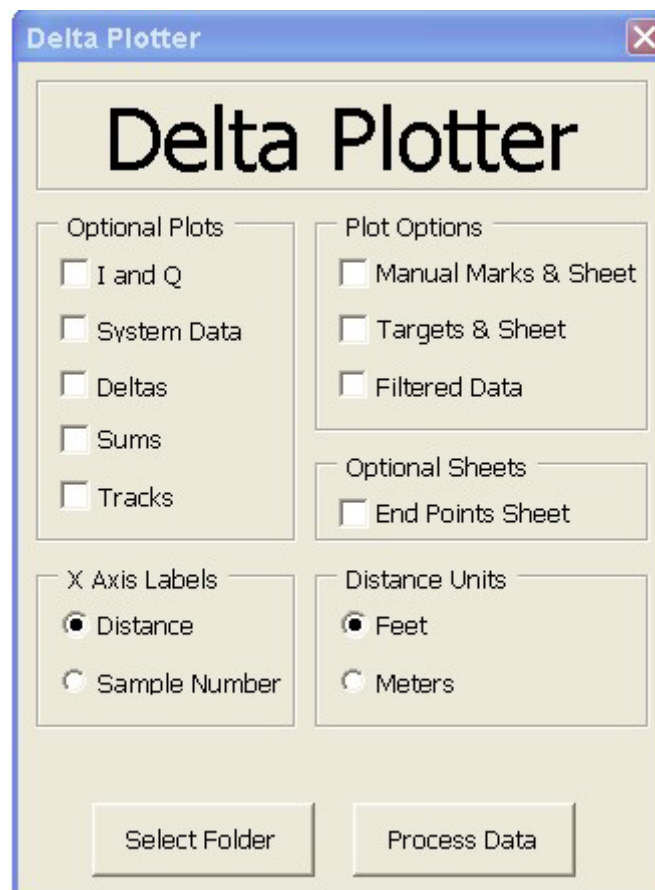 Delta Plotter
Delta Plotter
Optional Plots
I and Q
System Data
Deltas
Sums
Tracks
Plot Options
Manual Marks & Sheet
Targets & Sheet
Filtered Data
Optional Sheets
End Points Sheet
X Axis Labels
Distance
Sample Number
Distance Units
Feet
Meters
Select Folder
Process Data